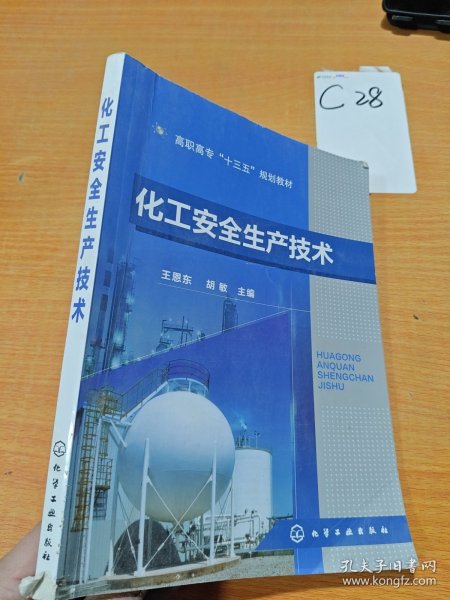 C 28
高职高专“十三五”规划教材
化工安全生产技术
王恩东 胡敏 主编
HUAGONG
ANQUAN
SHENGCHAN
JISHU
化学工业出版社
化工安全生产技术
化学工业出版社
孔夫子旧书网
www.kongfz.com